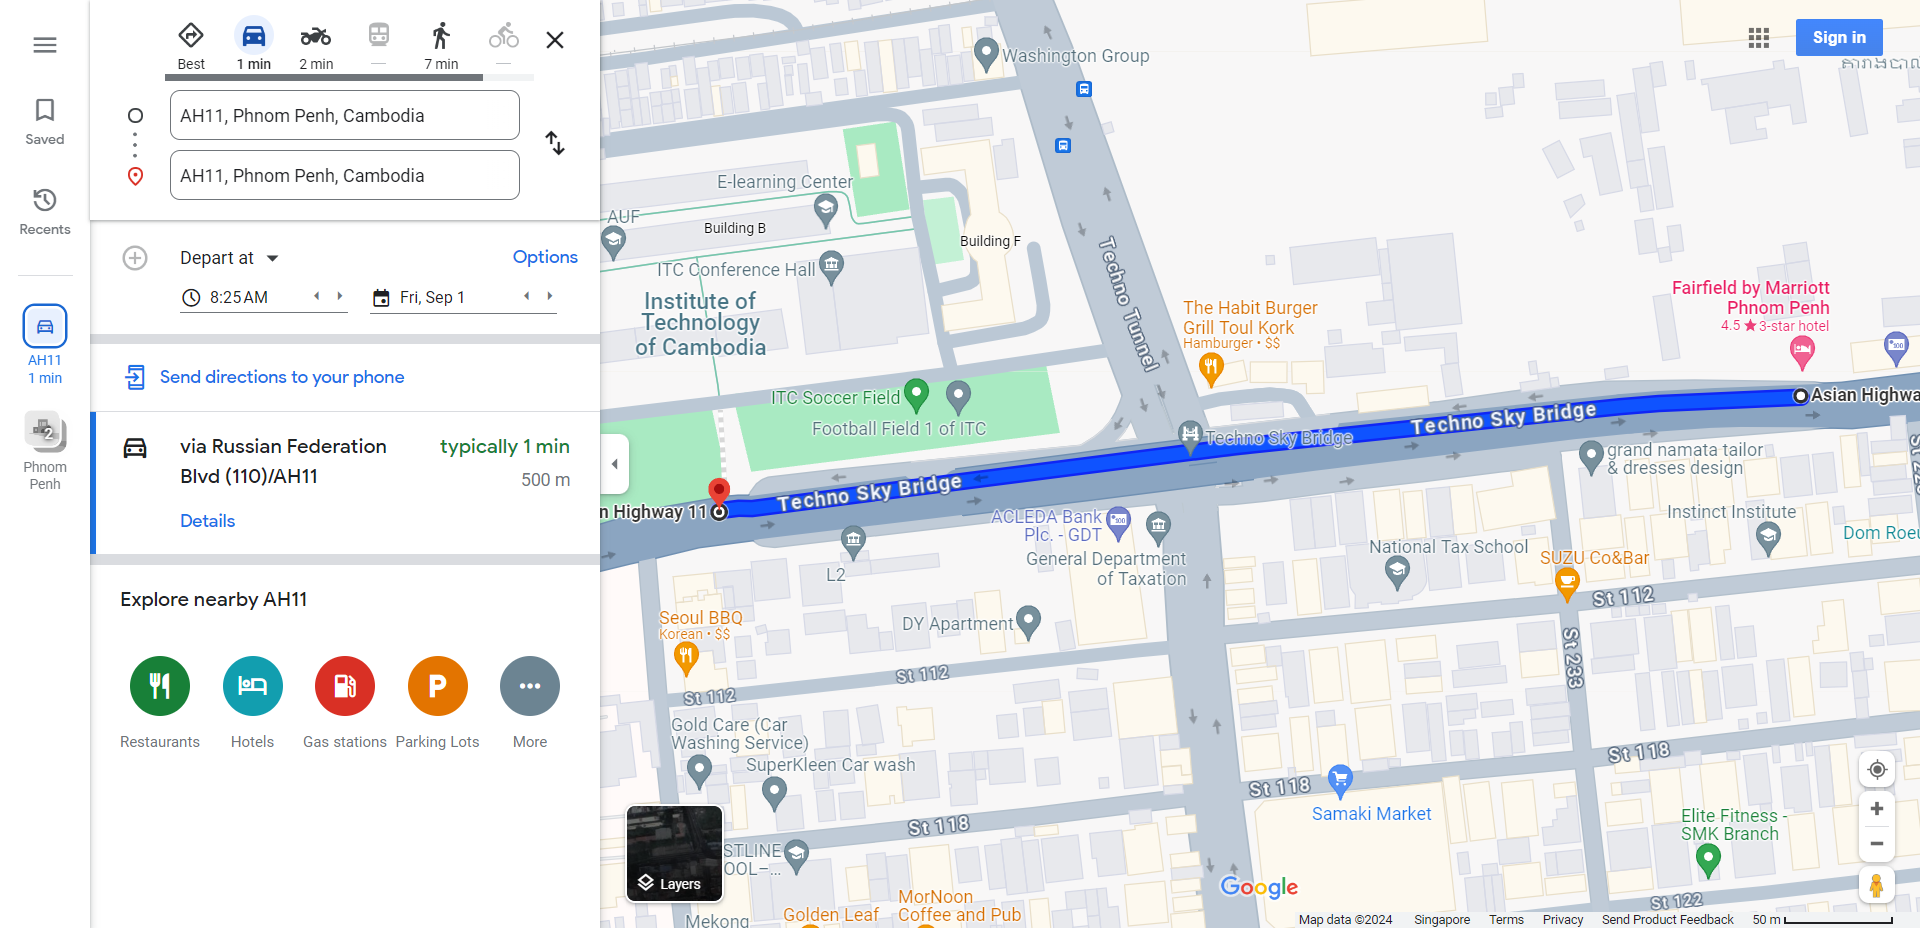 Saved
Recents
AH11
1 min
2
Phnom
Penh
Best
1 min
2 min
—
7 min
—
AH11, Phnom Penh, Cambodia
AH11, Phnom Penh, Cambodia
Depart at
Options
8:25 AM
Fri, Sep 1
Send directions to your phone
via Russian Federation
Blvd (110)/AH11
typically 1 min
500 m
Details
Explore nearby AH11
Restaurants
Hotels
Gas stations
P
Parking Lots
More
Sign in
Washington Group
E-learning Center
AUF
Building B
Building F
ITC Conference Hall
Institute of
Technology
of Cambodia
Techno Tunnel
The Habit Burger
Grill Toul Kork
Hamburger • $$
Fairfield by Marriott
Phnom Penh
4.5 ★ 3-star hotel
ITC Soccer Field
Football Field 1 of ITC
Techno Sky Bridge
Techno Sky Bridge
Techno Sky Bridge
Asian Highwa
n Highway 11
grand namata tailor
& dresses design
ACLEDA Bank
Plc. - GDT
General Department
of Taxation
L2
National Tax School
Instinct Institute
Dom Roeu
SUZU Co&Bar
St 112
St 233
Seoul BBQ
Korean • $$
DY Apartment
St 112
St 112
Gold Care (Car
Washing Service)
SuperKleen Car wash
St 118
St 118
St 118
Samaki Market
Elite Fitness -
SMK Branch
STLINE
OOL–...
Layers
Mekong
Golden Leaf
MorNoon
Coffee and Pub
St 122
Google
Map data ©2024
Singapore
Terms
Privacy
Send Product Feedback
50 m